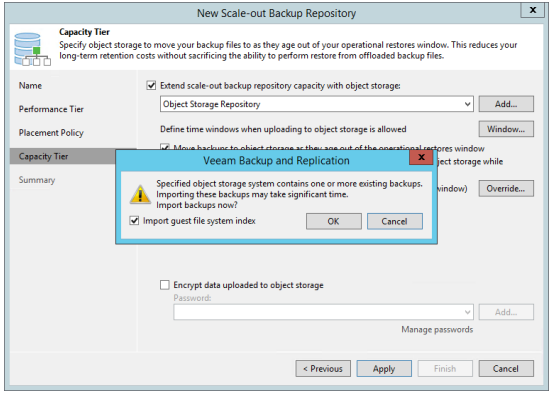 New Scale-out Backup Repository
x
Capacity Tier
Specify object storage to move your backup files to as they age out of your operational restores window. This reduces your
long-term retention costs without sacrificing the ability to perform restore from offloaded backup files.
Name
Performance Tier
Placement Policy
Capacity Tier
Summary
Extend scale-out backup repository capacity with object storage:
Object Storage Repository
Add...
Define time windows when uploading to object storage is allowed
Window...
Move backups to object storage as they age out of the operational restores window
ject storage while
window)
Override...
Veeam Backup and Replication
x
Specified object storage system contains one or more existing backups.
Importing these backups may take significant time.
Import backups now?
Import guest file system index
OK
Cancel
Encrypt data uploaded to object storage
Password:
Add...
Manage passwords
< Previous
Apply
Finish
Cancel